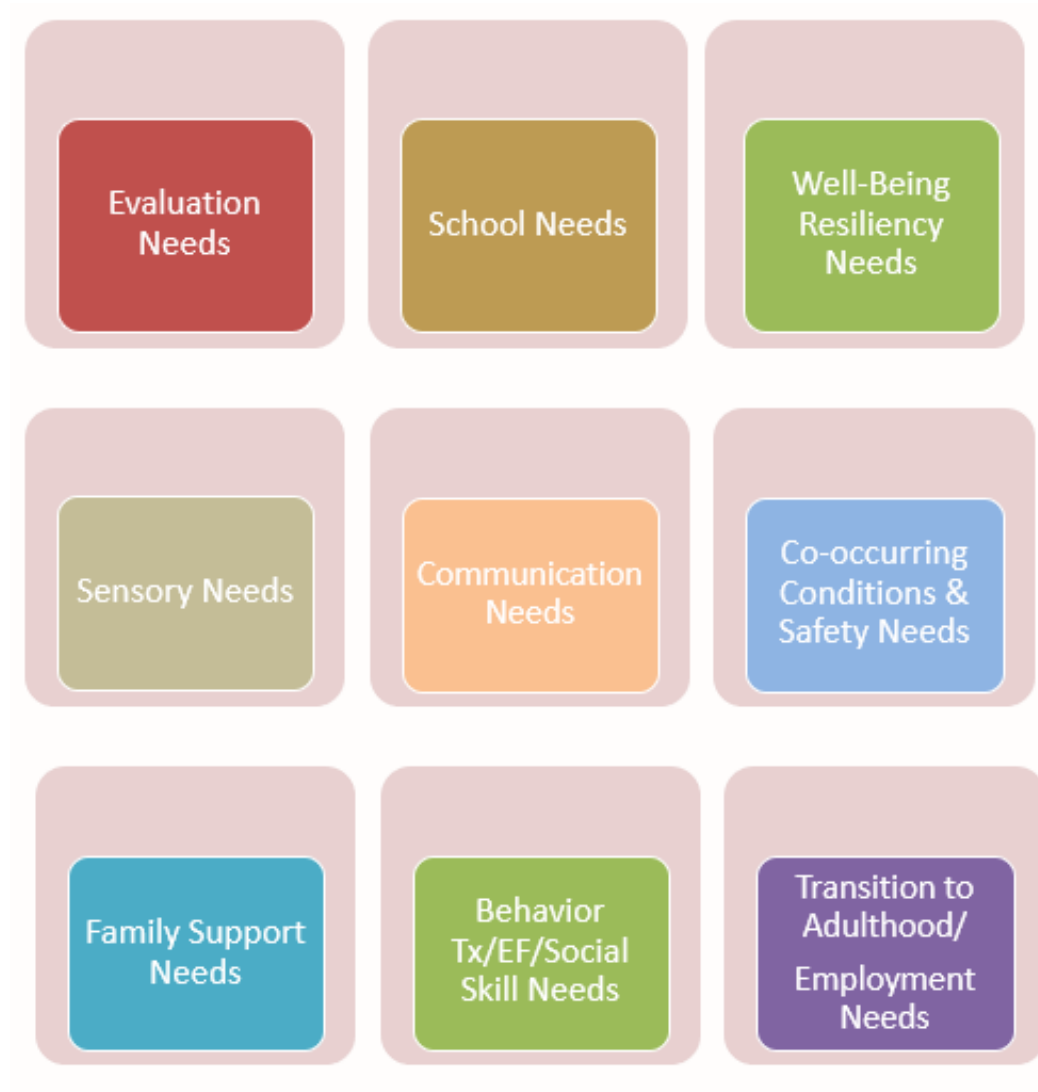 Evaluation
Needs
School Needs
Well-Being
Resiliency
Needs
Sensory Needs
Communication
Needs
Co-occurring
Conditions &
Safety Needs
Family Support
Needs
Behavior
Tx/EF/Social
Skill Needs
Transition to
Adulthood/
Employment
Needs